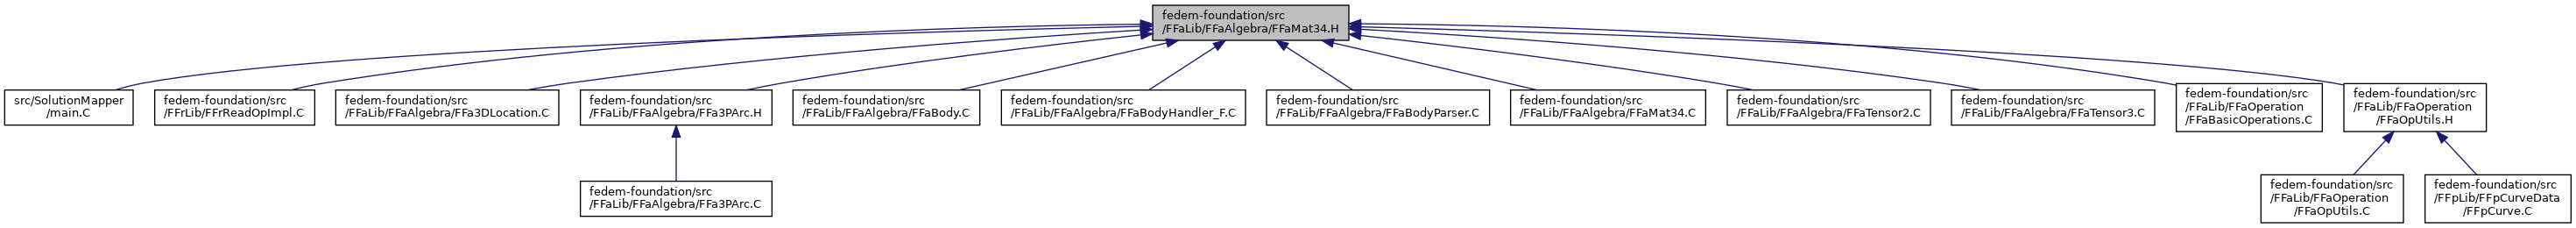 fedem-foundation/src
/FFaLib/FFaAlgebra/FFaMat34.H
src/SolutionMapper
/main.C
fedem-foundation/src
/FFrLib/FFrReadOpImpl.C
fedem-foundation/src
/FFaLib/FFaAlgebra/FFa3DLocation.C
fedem-foundation/src
/FFaLib/FFaAlgebra/FFa3PArc.H
fedem-foundation/src
/FFaLib/FFaAlgebra/FFaBody.C
fedem-foundation/src
/FFaLib/FFaAlgebra/FFaBodyHandler_F.C
fedem-foundation/src
/FFaLib/FFaAlgebra/FFaBodyParser.C
fedem-foundation/src
/FFaLib/FFaAlgebra/FFaMat34.C
fedem-foundation/src
/FFaLib/FFaAlgebra/FFaTensor2.C
fedem-foundation/src
/FFaLib/FFaAlgebra/FFaTensor3.C
fedem-foundation/src
/FFaLib/FFaOperation
/FFaBasicOperations.C
fedem-foundation/src
/FFaLib/FFaOperation
/FFaOpUtils.H
fedem-foundation/src
/FFaLib/FFaAlgebra/FFa3PArc.C
fedem-foundation/src
/FFaLib/FFaOperation
/FFaOpUtils.C
fedem-foundation/src
/FFpLib/FFpCurveData
/FFpCurve.C